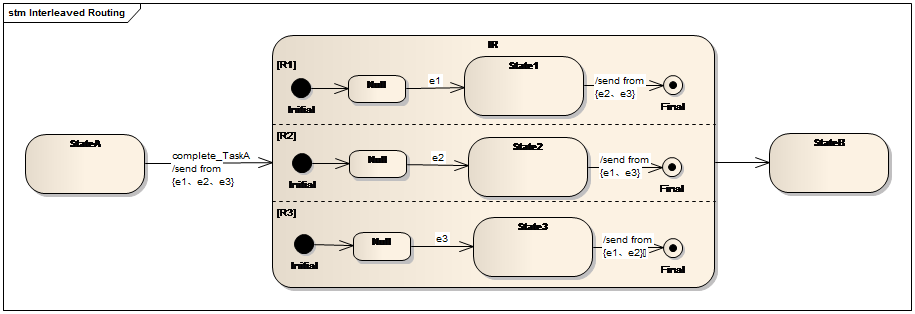 stm Interleaved Routing
IR
[R1]
Initial
Null
e1
State1
/send from
{e2、e3}
Final
StateA
complete_TaskA
/send from
{e1、e2、e3}
[R2]
Initial
Null
e2
State2
/send from
{e1、e3}
Final
StateB
[R3]
Initial
Null
e3
State3
/send from
{e1、e2}▯
Final